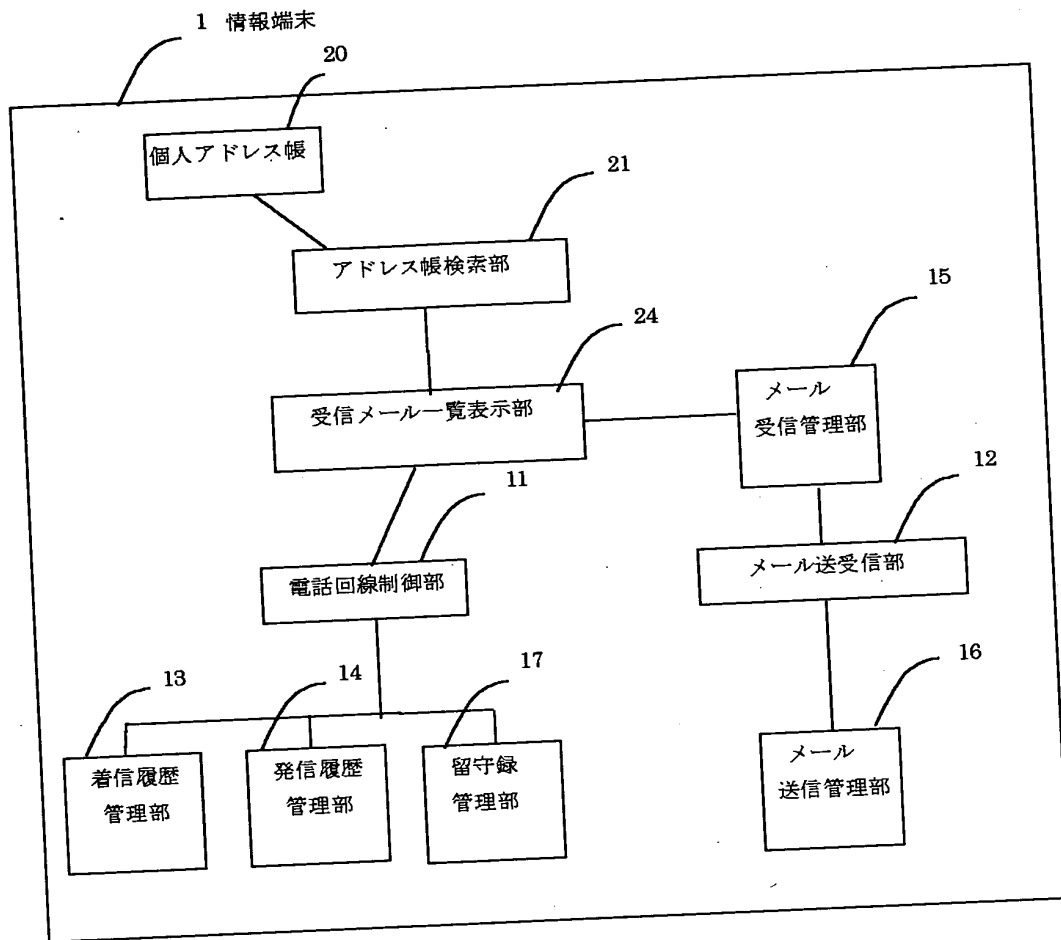 1 情報端末
20
個人アドレス帳
21
アドレス帳検索部
24
受信メール一覧表示部
15
メール
受信管理部
11
電話回線制御部
12
メール送受信部
13
着信履歴
管理部
14
発信履歴
管理部
17
留守録
管理部
16
メール
送信管理部